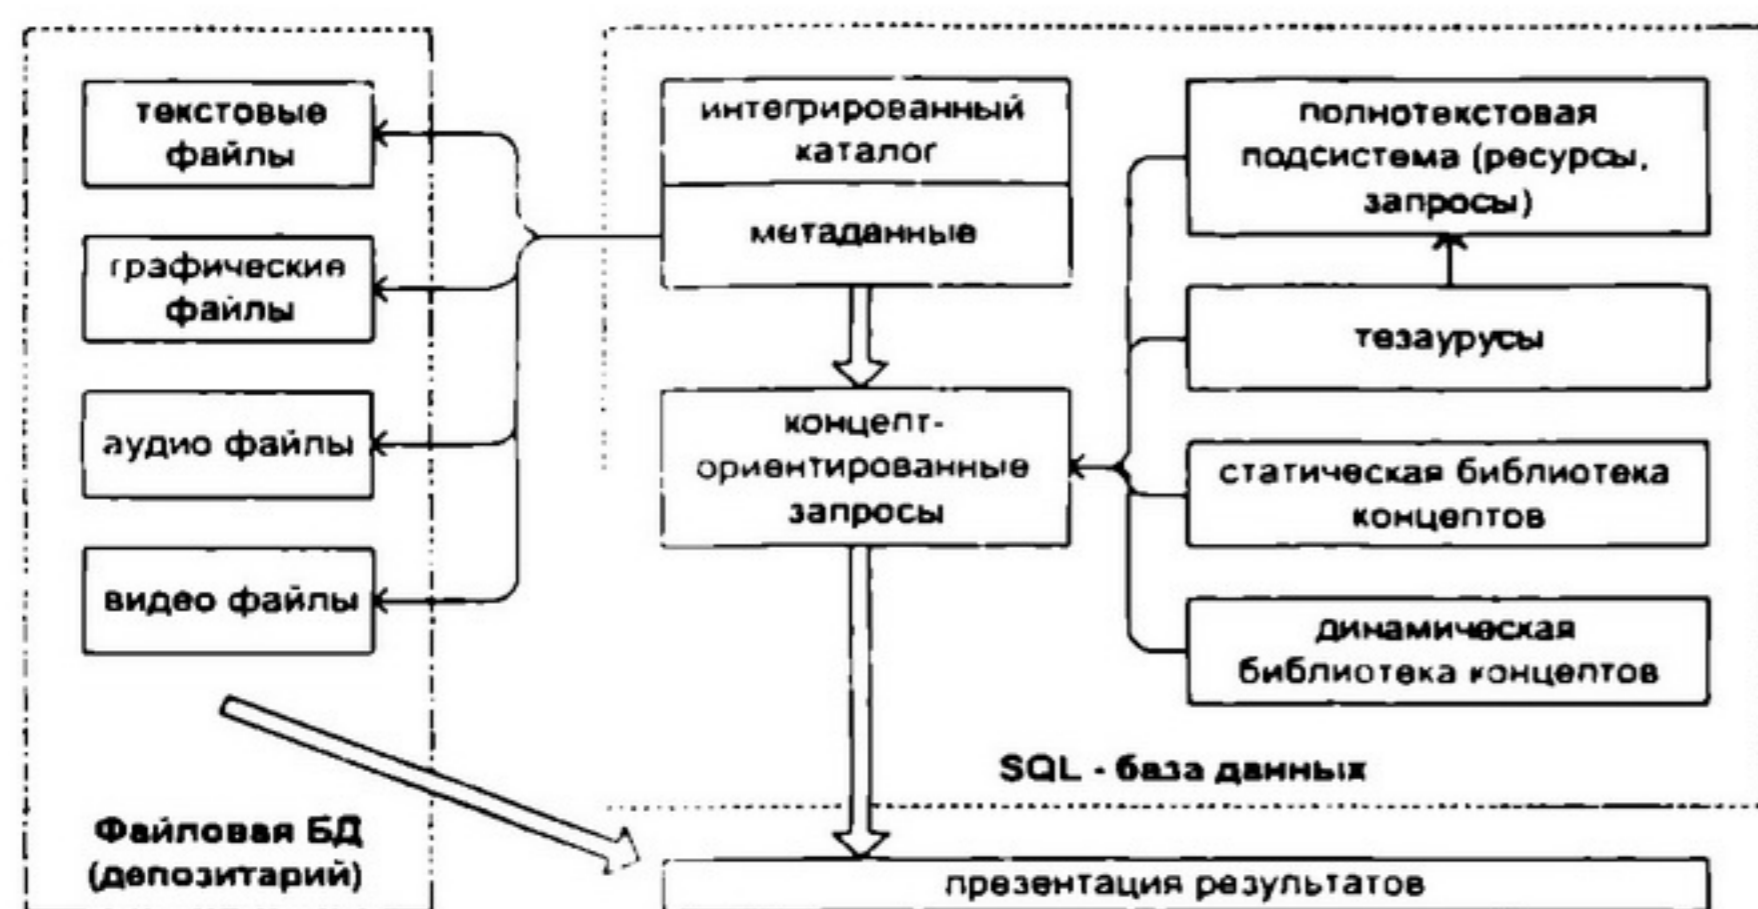 текстовые
файлы
графические
файлы
аудио файлы
видео файлы
Файловая БД
(депозитарий)
интегрированный
каталог
метаданные
концепт-
ориентированные
запросы
полнотекстовая
подсистема (ресурсы,
запросы)
тезаурусы
статическая библиотека
концептов
динамическая
библиотека концептов
SQL - база данных
презентация результатов